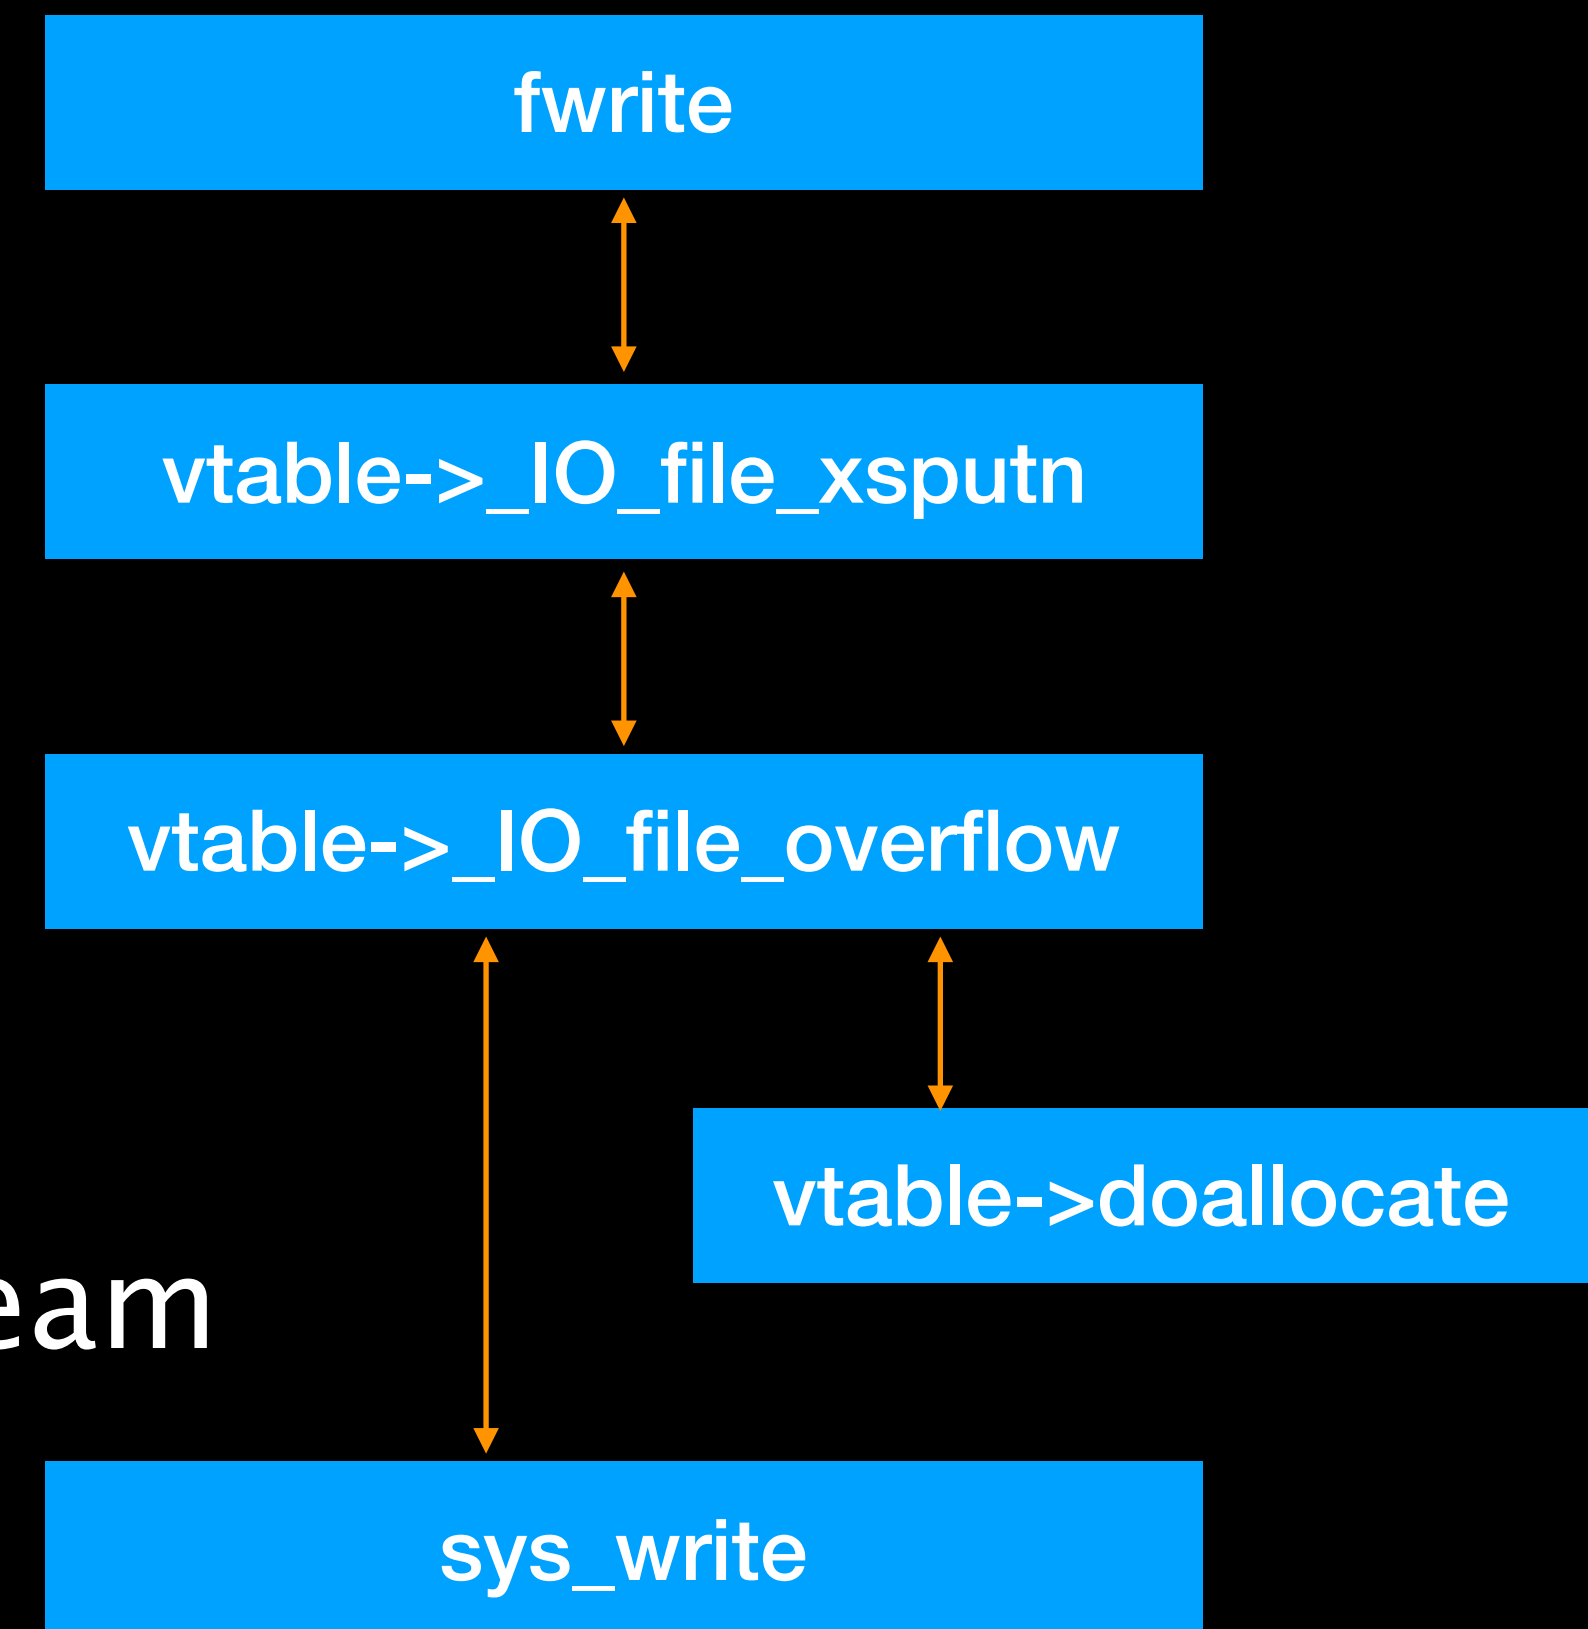 fwrite
vtable->_IO_file_xsputn
vtable->_IO_file_overflow
vtable->doallocate
eam
sys_write